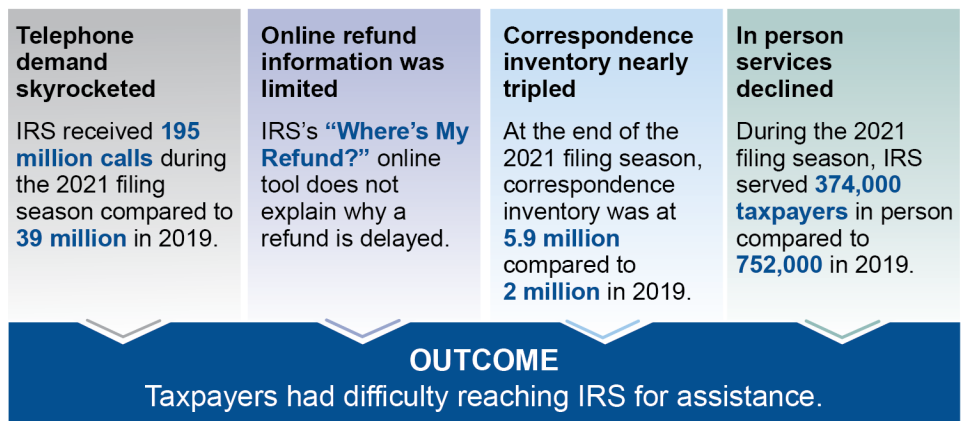 Telephone
demand
skyrocketed
IRS received 195
million calls during
the 2021 filing
season compared to
39 million in 2019.
Online refund
information was
limited
IRS's “Where's My
Refund?” online
tool does not
explain why a
refund is delayed.
Correspondence
inventory nearly
tripled
At the end of the
2021 filing season,
correspondence
inventory was at
5.9 million
compared to
2 million in 2019.
In person
services
declined
During the 2021
filing season, IRS
served 374,000
taxpayers in person
compared to
752,000 in 2019.
OUTCOME
Taxpayers had difficulty reaching IRS for assistance.